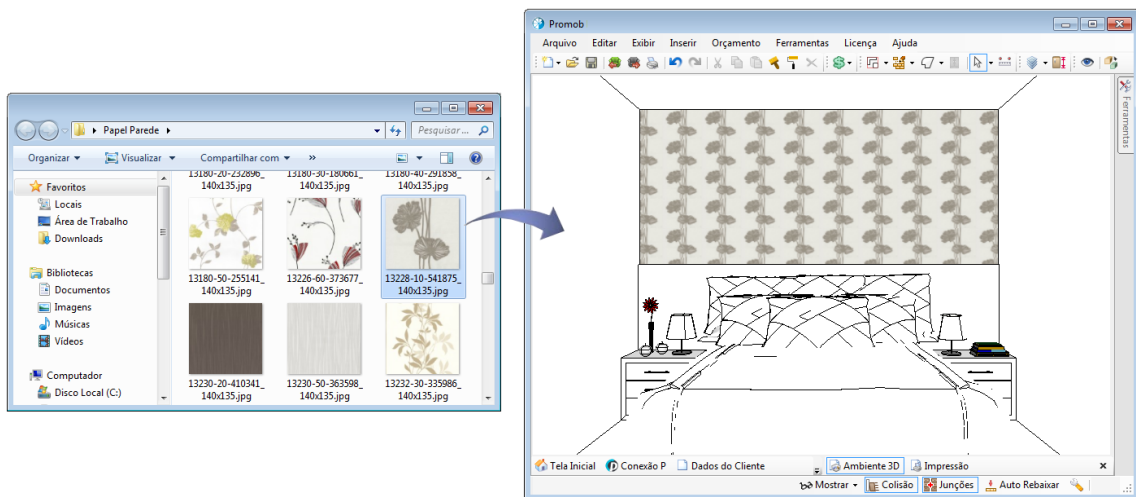 Papel Parede
Pesquisar ...
Organizar
Visualizar
Compartilhar com
»
Favoritos
Locais
Área de Trabalho
Downloads
Bibliotecas
Documentos
Imagens
Músicas
Vídeos
Computador
Disco Local (C:)
13180-20-232896_
140x135.jpg
13180-30-180661_
140x135.jpg
13180-40-291858_
140x135.jpg
13180-50-255141_
140x135.jpg
13226-60-373677_
140x135.jpg
13228-10-541875_
140x135.jpg
13230-20-410341_
140x135.jpg
13230-50-363598_
140x135.jpg
13232-30-335986_
140x135.jpg
Promob
Arquivo Editar Exibir Inserir Orçamento Ferramentas Licença Ajuda
Ferramentas
Tela Inicial Conexão P Dados do Cliente Ambiente 3D Impressão
Mostrar Colisão Junções Auto Rebaixar